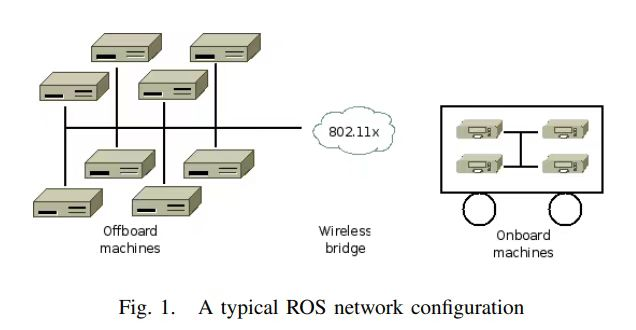 802.11x
Offboard
machines
Wireless
bridge
Onboard
machines
Fig. 1. A typical ROS network configuration